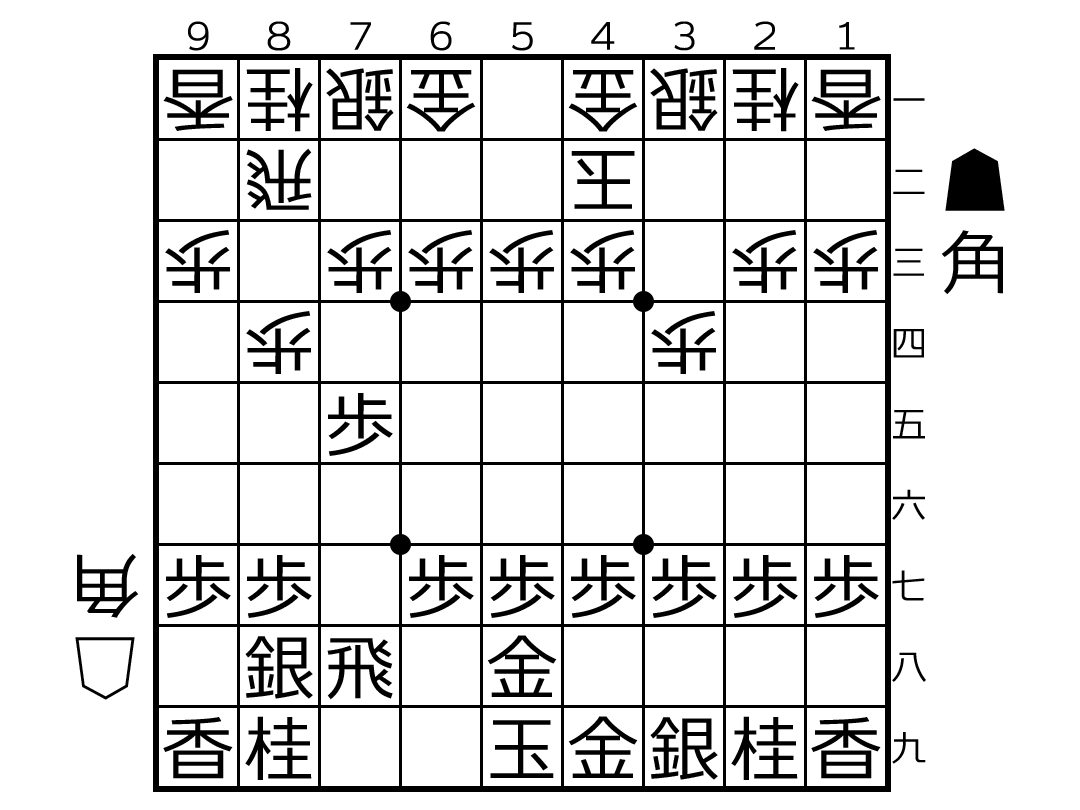 ９ ８ ７ ６ ５ ４ ３ ２ １
香 桂 銀 金 金 銀 桂 香 一
飛 王 二
歩 歩 歩 歩 歩 歩 歩 三
歩 歩 四
歩 五
六
歩 歩 歩 歩 歩 歩 歩 歩 七
銀 飛 金 八
香 桂 玉 金 銀 桂 香 九
角
角